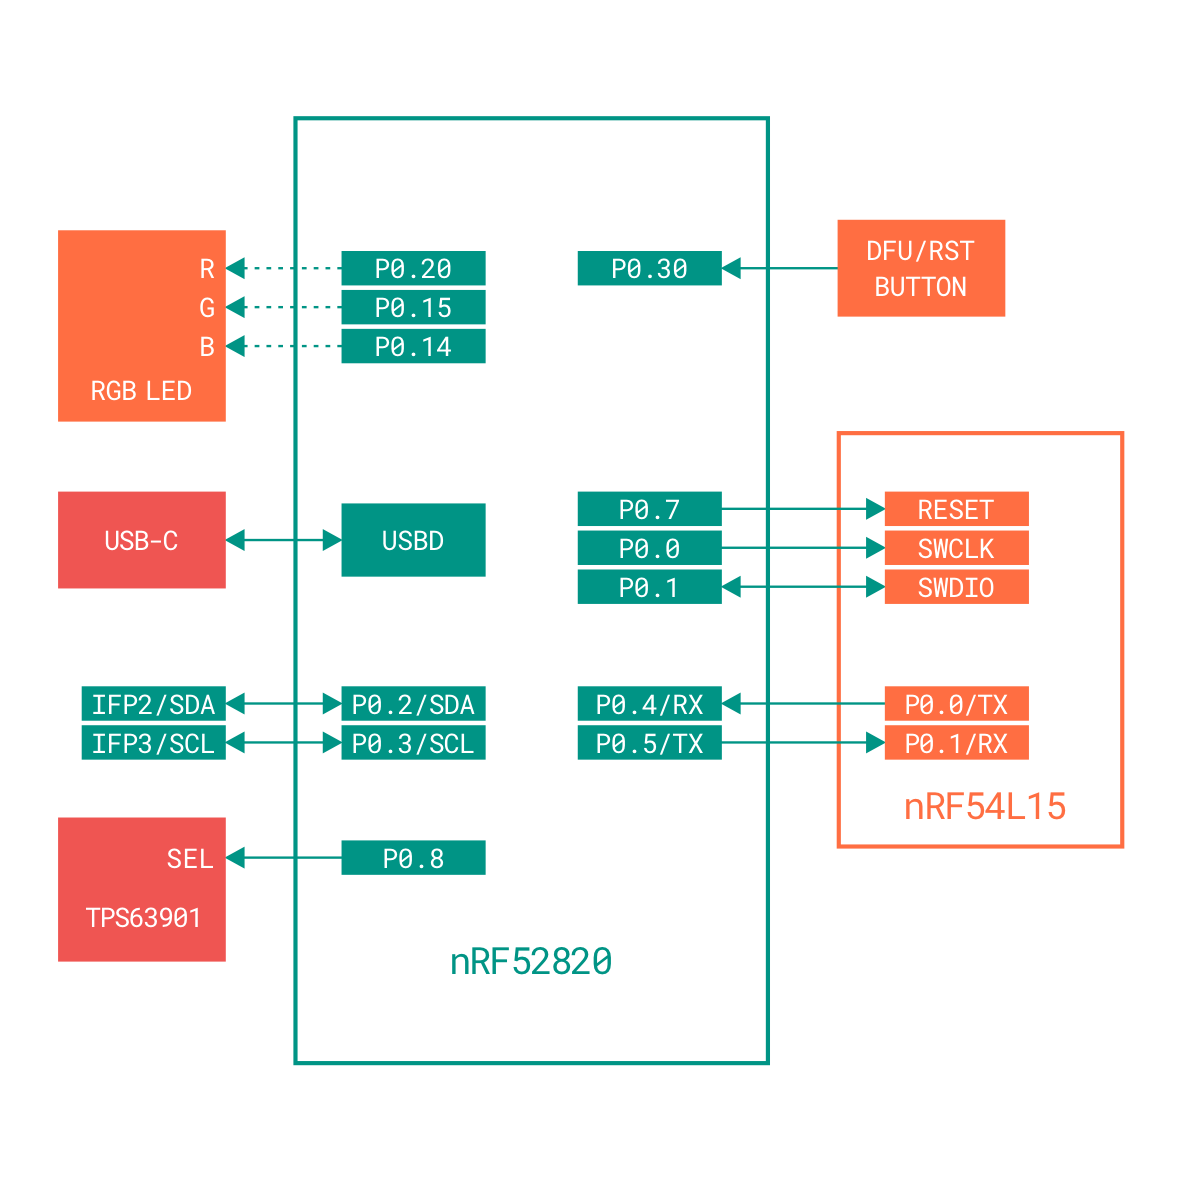 R
G
B
RGB LED
P0.20
P0.15
P0.14
P0.30
DFU/RST
BUTTON
USB-C
USBD
P0.7
P0.0
P0.1
RESET
SWCLK
SWDIO
IFP2/SDA
IFP3/SCL
P0.2/SDA
P0.3/SCL
P0.4/RX
P0.5/TX
P0.0/TX
P0.1/RX
nRF54L15
SEL
TPS63901
P0.8
nRF52820